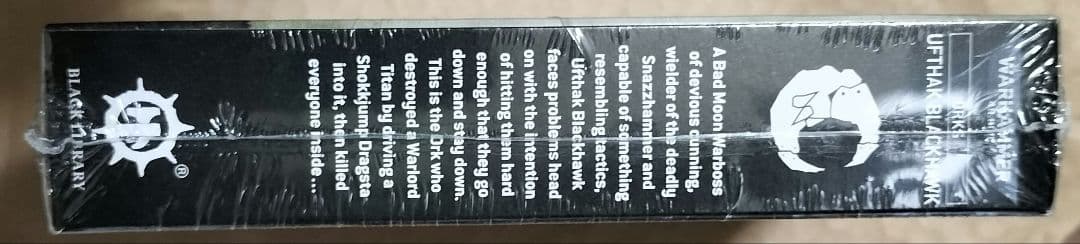 WARHAMMER
ORKS
UFTHAK BLACKHAWK
A Bad Moon Warboss
of devious cunning,
wielder of the deadly
Snazzhammer and
capable of something
resembling tactics,
Ufthak Blackhawk
faces problems head
on with the intention
of hitting them hard
enough that they go
down and stay down.
This is the Ork who
destroyed a Warlord
Titan by driving a
Shokkjump Dragsta
into it, then killed
everyone inside...
BLACK LIBRARY
®